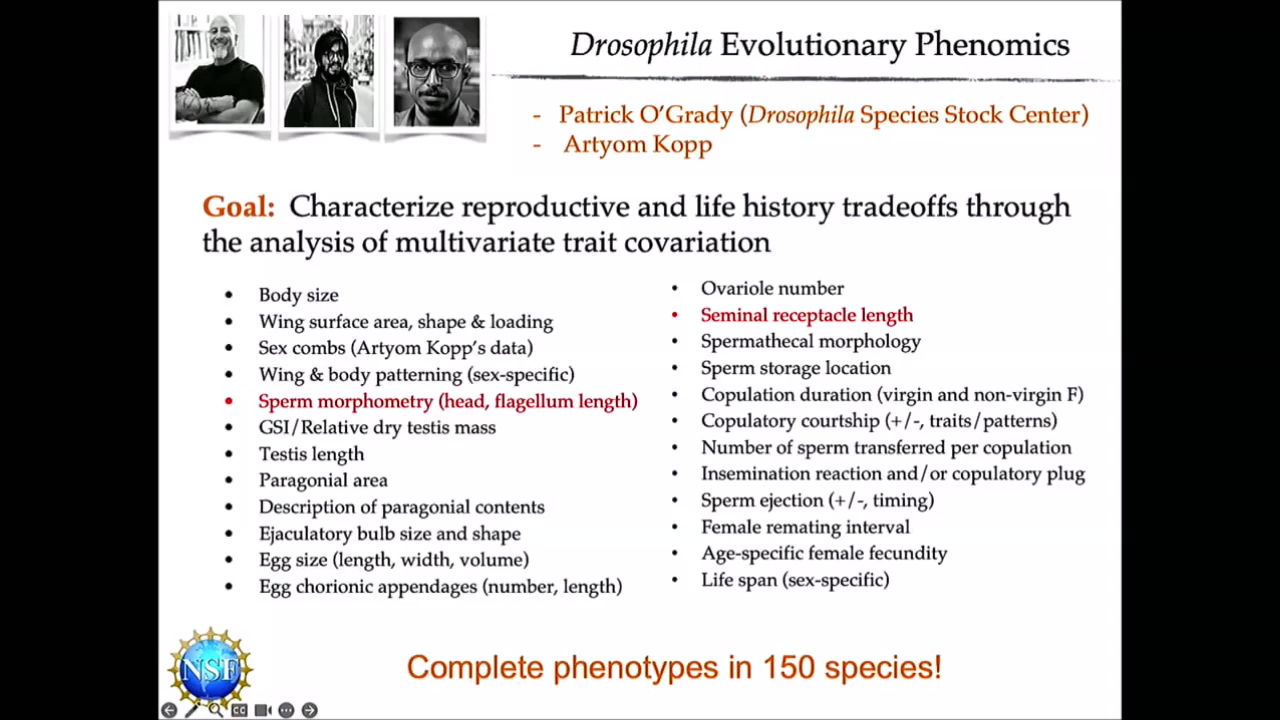 Drosophila Evolutionary Phenomics
- Patrick O'Grady (Drosophila Species Stock Center)
- Artyom Kopp
Goal: Characterize reproductive and life history tradeoffs through
the analysis of multivariate trait covariation
• Body size
• Wing surface area, shape & loading
• Sex combs (Artyom Kopp's data)
• Wing & body patterning (sex-specific)
• Sperm morphometry (head, flagellum length)
• GSI/Relative dry testis mass
• Testis length
• Paragonial area
• Description of paragonial contents
• Ejaculatory bulb size and shape
• Egg size (length, width, volume)
• Egg chorionic appendages (number, length)
• Ovariole number
• Seminal receptacle length
• Spermathecal morphology
• Sperm storage location
• Copulation duration (virgin and non-virgin F)
• Copulatory courtship (+/-, traits/patterns)
• Number of sperm transferred per copulation
• Insemination reaction and/or copulatory plug
• Sperm ejection (+/-, timing)
• Female remating interval
• Age-specific female fecundity
• Life span (sex-specific)
NSF
Complete phenotypes in 150 species!
CC